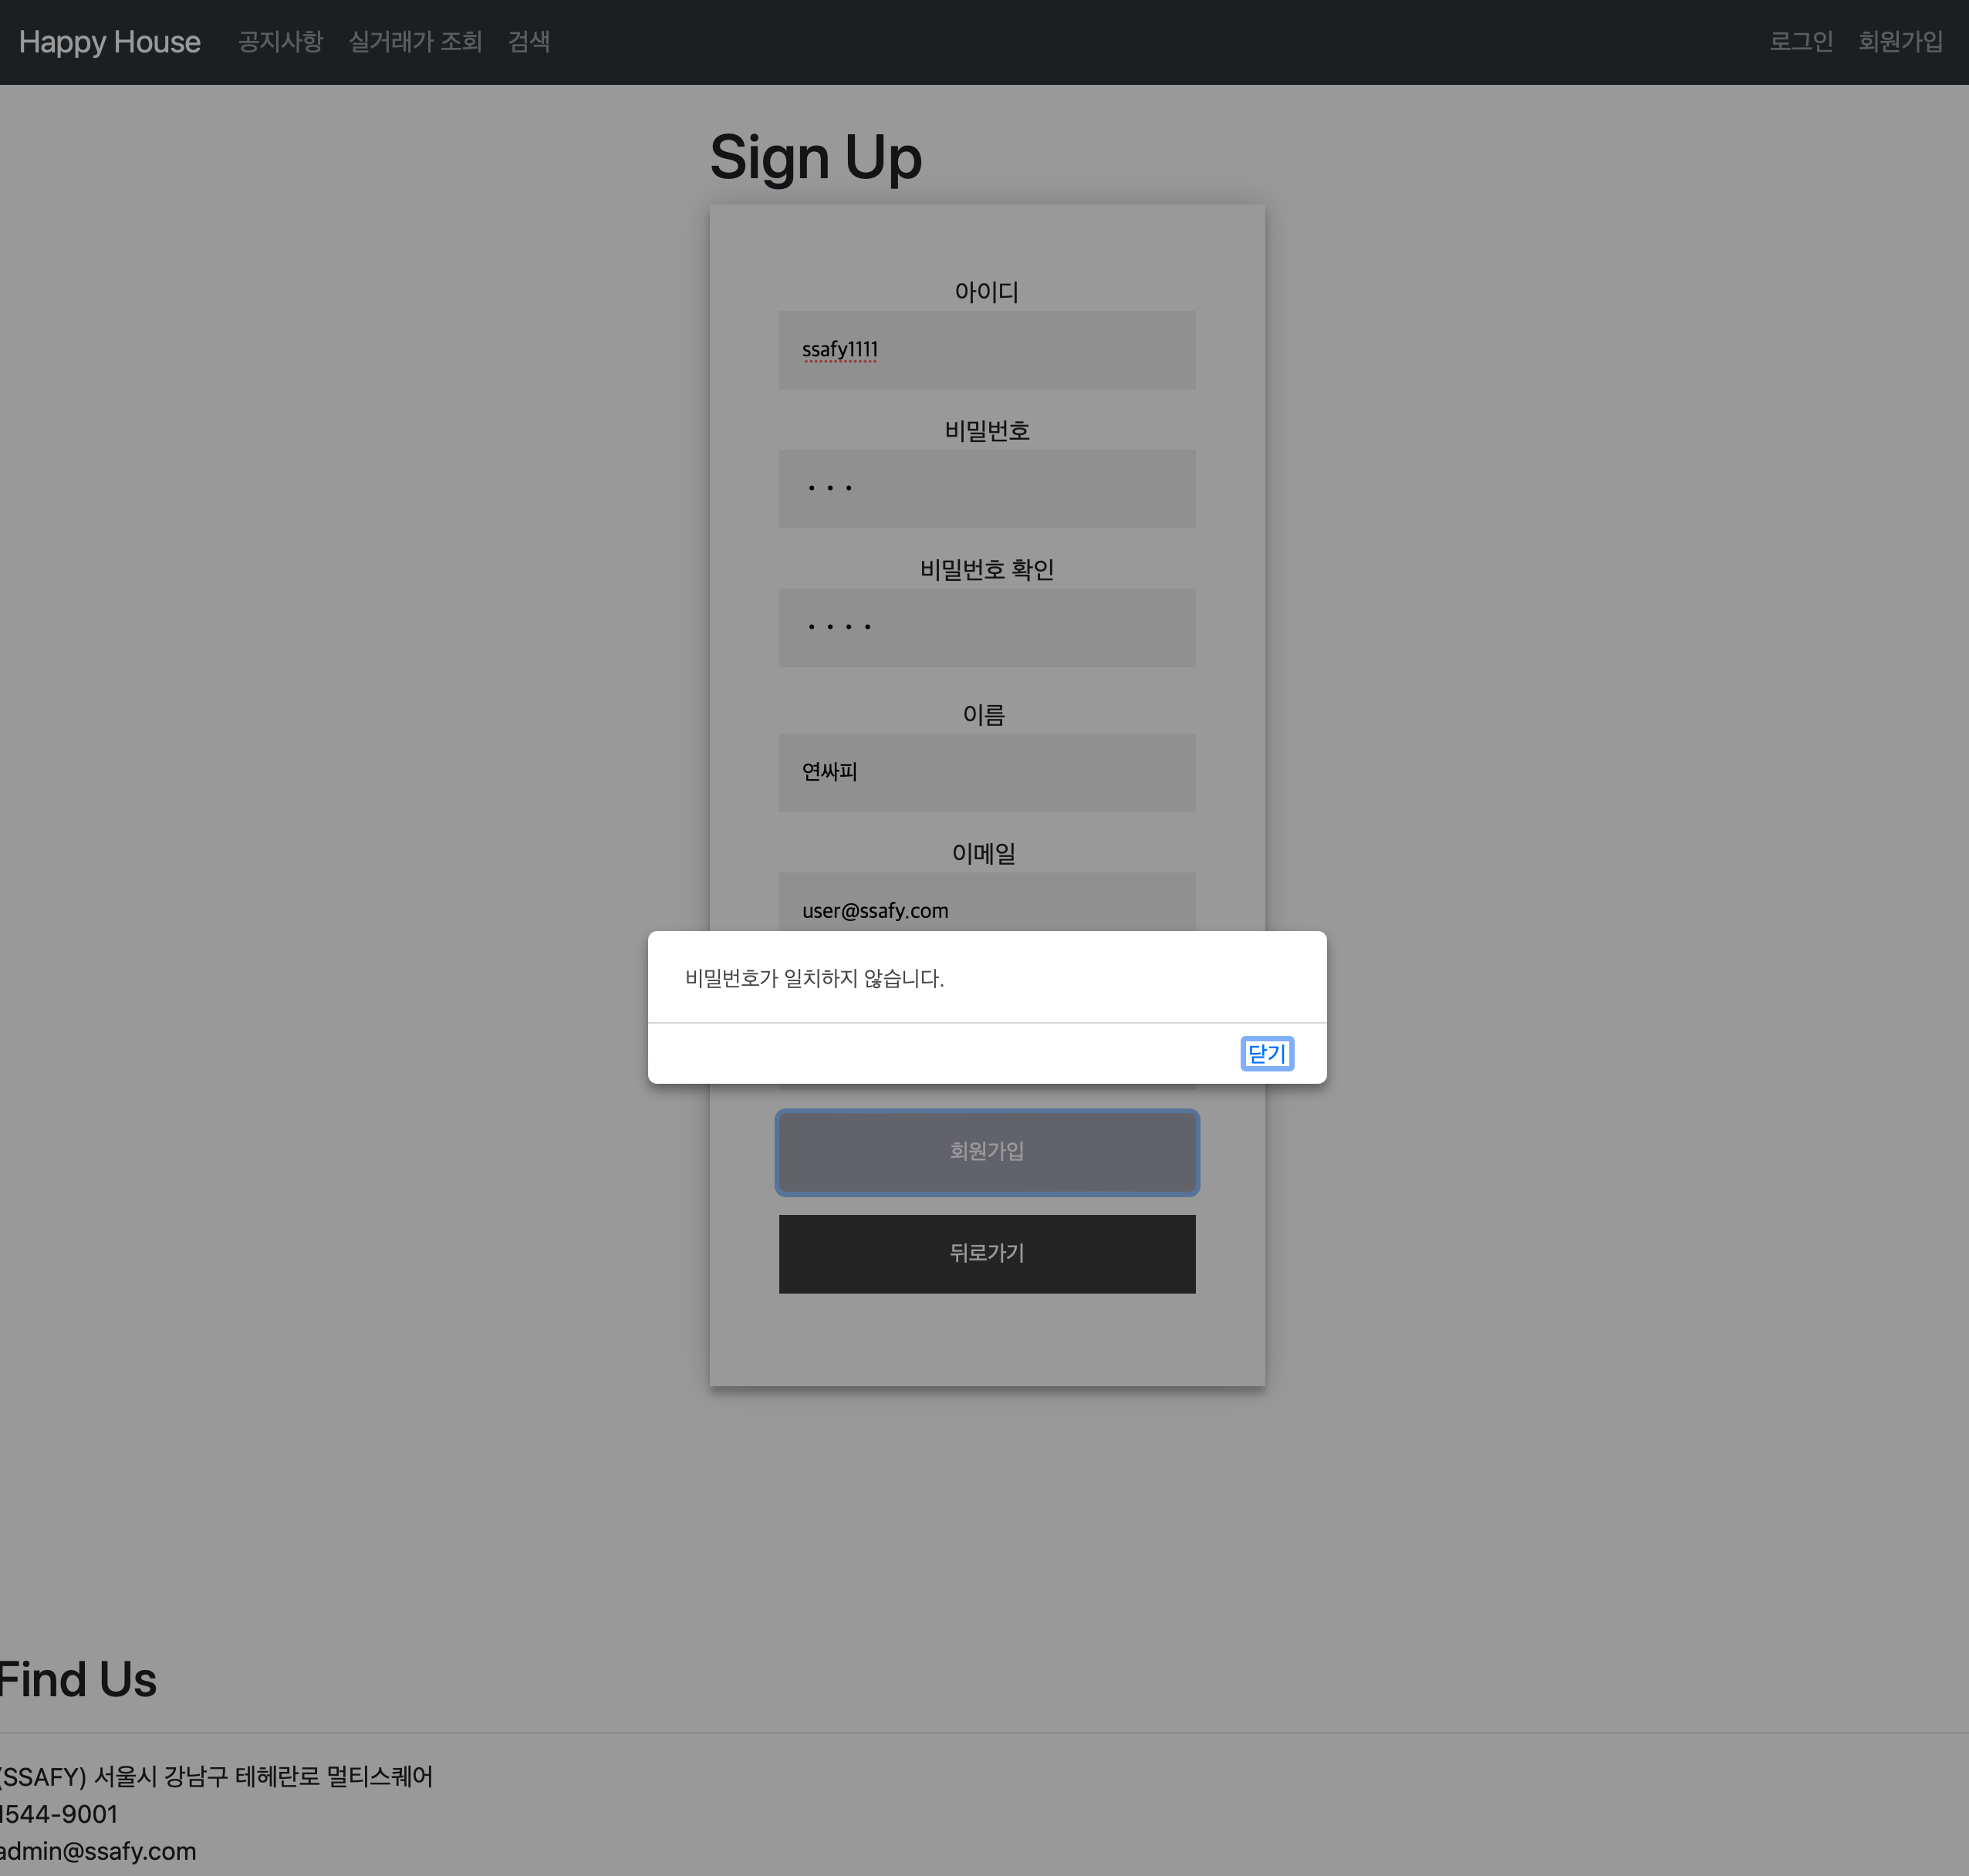 Happy House 공지사항 실거래가 조회 검색 로그인 회원가입
Sign Up
아이디
ssafy1111
비밀번호
비밀번호 확인
이름
연싸피
이메일
user@ssafy.com
비밀번호가 일치하지 않습니다.
닫기
회원가입
뒤로가기
Find Us
(SSAFY) 서울시 강남구 테헤란로 멀티스퀘어
1544-9001
admin@ssafy.com